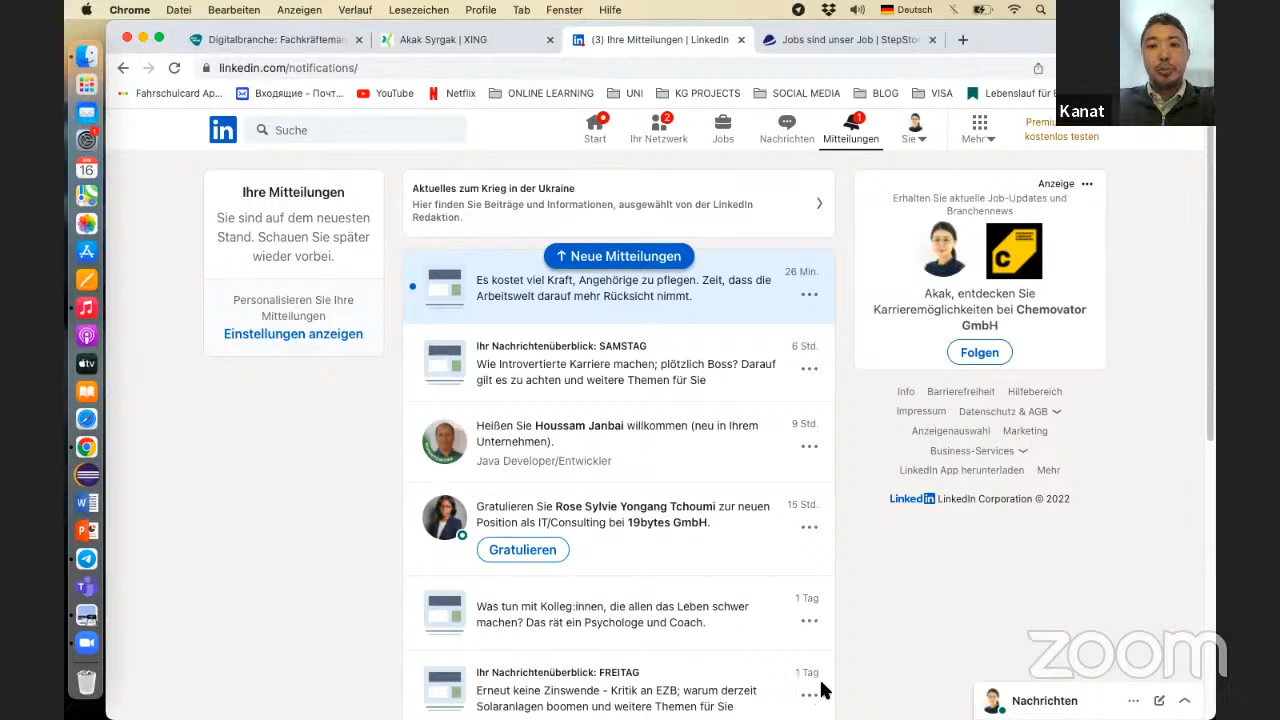 Chrome Datei Bearbeiten Anzeigen Verlauf Lesezeichen Profile Tab Fenster Hilfe Deutsch
Digitalbranche: Fachkräftema
Akak Syrgak | XING
(3) Ihre Mitteilungen | LinkedIn
Jobs sind unser Job | StepSto
linkedin.com/notifications/
Fahrschulcard Ap...
Входящие – Почт...
YouTube
Netflix
ONLINE LEARNING
UNI
KG PROJECTS
SOCIAL MEDIA
BLOG
VISA
Lebenslauf für E
Kanat
in
Suche
Start
2
Ihr Netzwerk
Jobs
Nachrichten
1
Mitteilungen
Sie
Mehr
Premi
kostenlos testen
16
tv
Ihre Mitteilungen
Sie sind auf dem neuesten
Stand. Schauen Sie später
wieder vorbei.
Personalisieren Sie Ihre
Mitteilungen
Einstellungen anzeigen
Aktuelles zum Krieg in der Ukraine
Hier finden Sie Beiträge und Informationen, ausgewählt von der LinkedIn
Redaktion.
↑ Neue Mitteilungen
Es kostet viel Kraft, Angehörige zu pflegen. Zeit, dass die
Arbeitswelt darauf mehr Rücksicht nimmt.
26 Min.
Ihr Nachrichtenüberblick: SAMSTAG
6 Std.
Wie Introvertierte Karriere machen; plötzlich Boss? Darauf
gilt es zu achten und weitere Themen für Sie
Heißen Sie Houssam Janbai willkommen (neu in Ihrem
Unternehmen).
9 Std.
Java Developer/Entwickler
Gratulieren Sie Rose Sylvie Yongang Tchoumi zur neuen
Position als IT/Consulting bei 19bytes GmbH.
15 Std.
Gratulieren
Was tun mit Kolleg:innen, die allen das Leben schwer
machen? Das rät ein Psychologe und Coach.
1 Tag
Ihr Nachrichtenüberblick: FREITAG
1 Tag
Erneut keine Zinswende - Kritik an EZB; warum derzeit
Solaranlagen boomen und weitere Themen für Sie
Anzeige
Erhalten Sie aktuelle Job-Updates und
Branchennews
Akak, entdecken Sie
Karrieremöglichkeiten bei Chemovator
GmbH
Folgen
Info Barrierefreiheit Hilfebereich
Impressum Datenschutz & AGB
Anzeigenauswahl Marketing
Business-Services
LinkedIn App herunterladen Mehr
Linkedin LinkedIn Corporation © 2022
Nachrichten
zoom